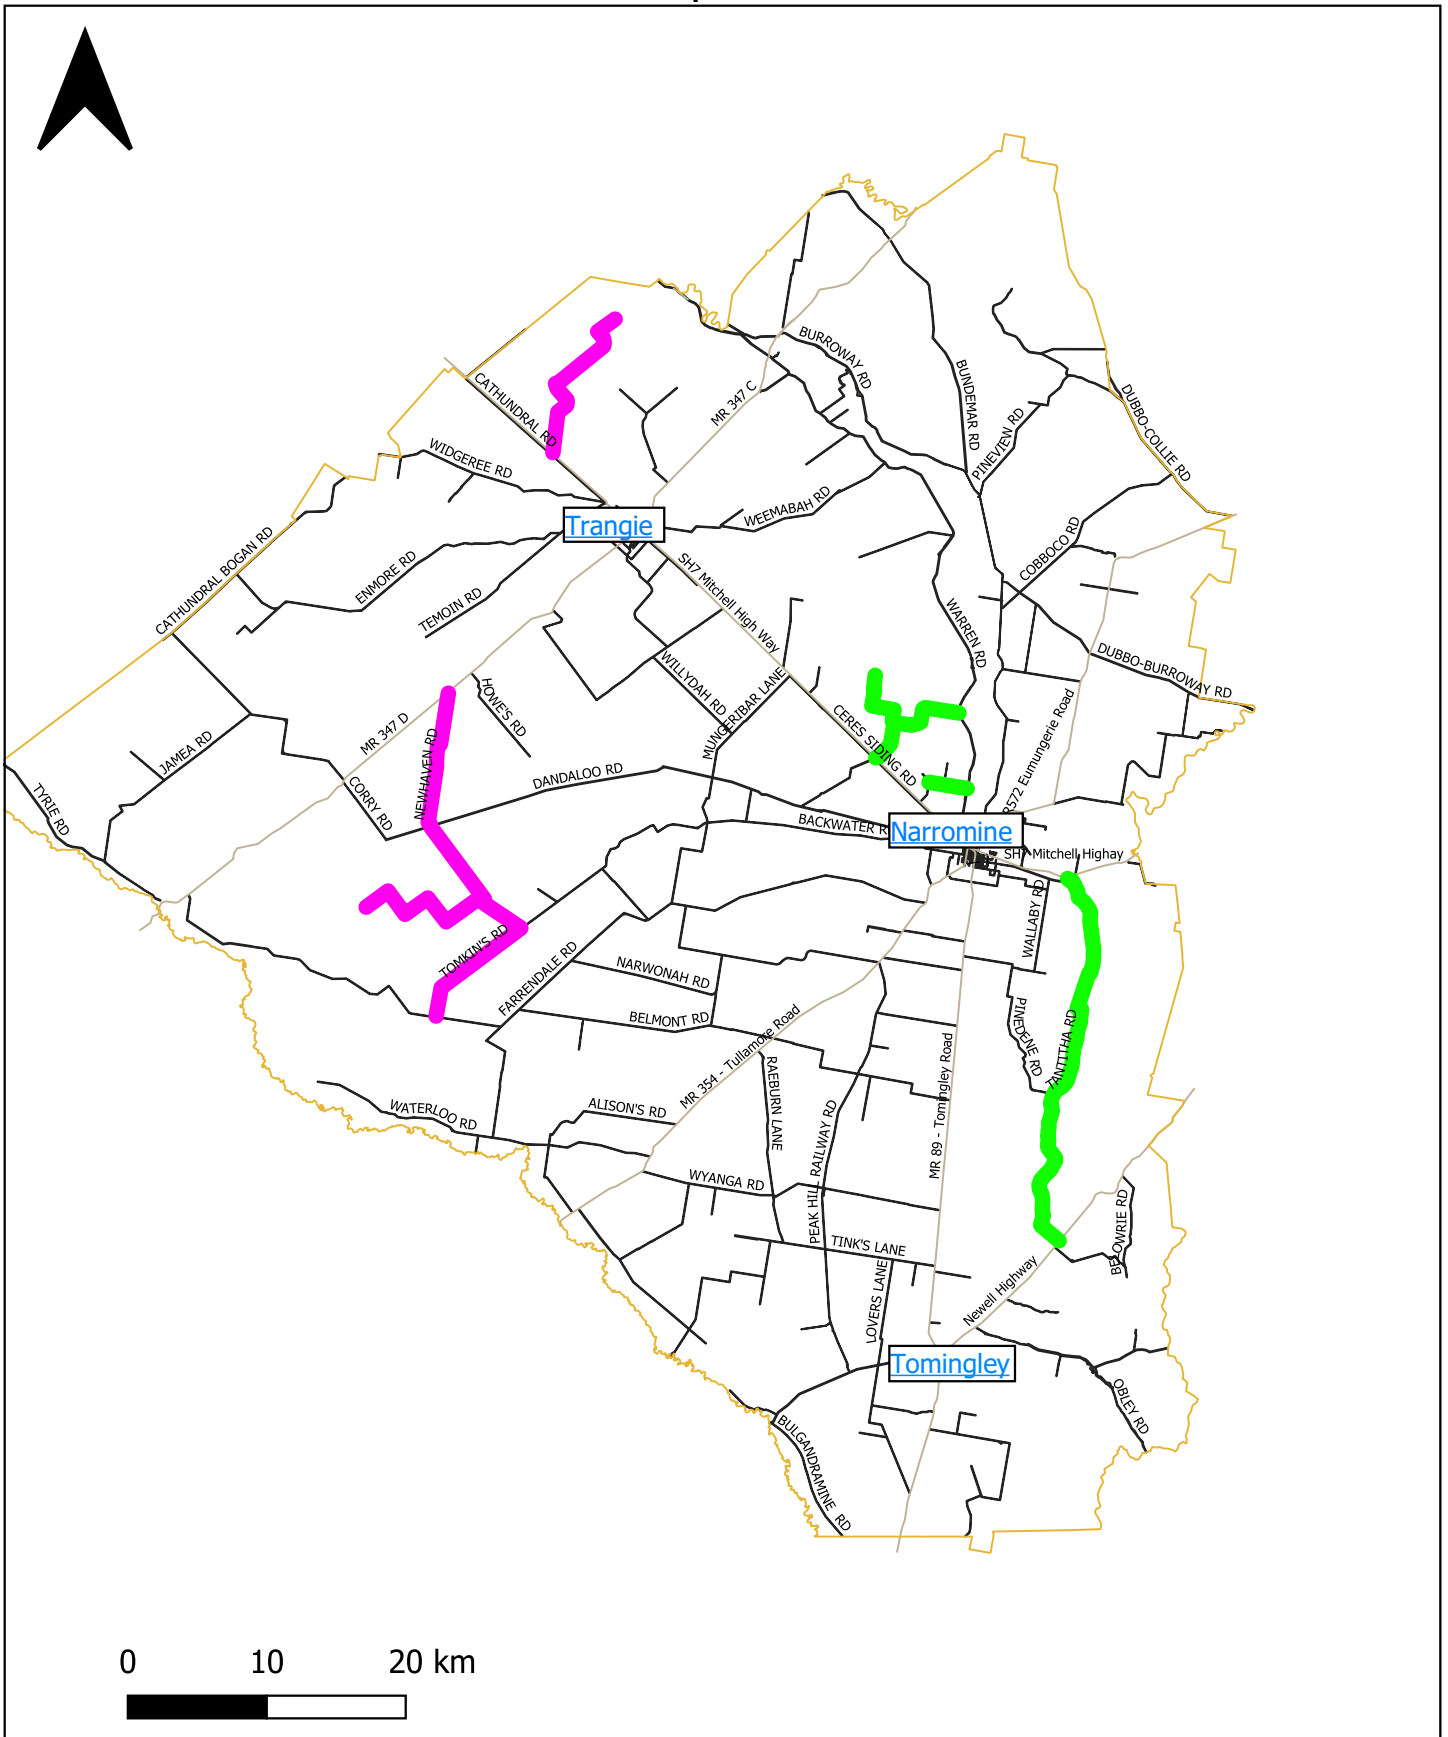 BURROWAY RD
BUNDEMAR RD
CATHUNDRAL RD
MR 347 C
DUBBO-COLLIE RD
PINEVIEW RD
WIDGEREE RD
WEEMABAH RD
Trangie
CATHUNDRAL BOGAN RD
ENMORE RD
SH7 Mitchell High Way
COBBOCO RD
TEMOIN RD
WARREN RD
WILLYDAH RD
MUNGERIBAR LANE
DUBBO-BURROWAY RD
HOWE'S RD
MR 347 D
NEWHAVEN RD
CERES SIDING RD
R572 Eumungerie Road
JAMEA RD
DANDALOO RD
TYRIE RD
CORRY RD
BACKWATER R
Narromine
SH7 Mitchell Highay
WALLABY RD
TOMKIN'S RD
FARRENDALE RD
NARWONAH RD
BELMONT RD
PINEDENE RD
TANTITHA RD
MR 354 - Tullamore Road
MR 89 - Tomingley Road
RAEBURN LANE
WATERLOO RD
ALISON'S RD
PEAK HILL RAILWAY RD
WYANGA RD
BELOWRIE RD
TINK'S LANE
LOVERS LANE
Newell Highway
Tomingley
OBLEY RD
BULGANDRAMINE RD
0 10 20 km